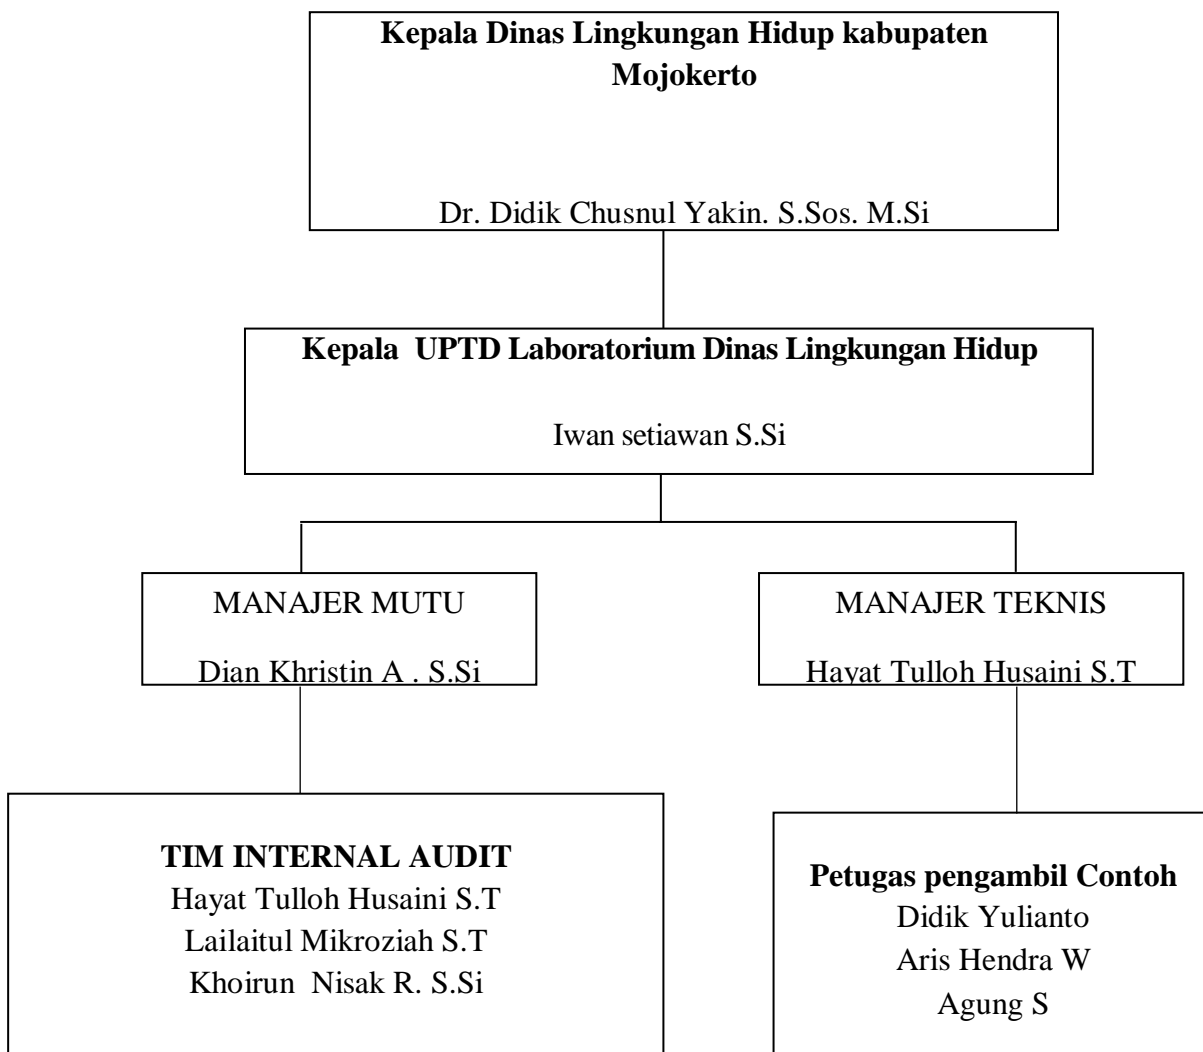 Kepala Dinas Lingkungan Hidup kabupaten
Mojokerto
Dr. Didik Chusnul Yakin. S.Sos. M.Si
Kepala  UPTD Laboratorium Dinas Lingkungan Hidup
Iwan setiawan S.Si
MANAJER MUTU
Dian Khristin A . S.Si
MANAJER TEKNIS
Hayat Tulloh Husaini S.T
TIM INTERNAL AUDIT
Hayat Tulloh Husaini S.T
Lailaitul Mikroziah S.T
Khoirun  Nisak R. S.Si
Petugas pengambil Contoh
Didik Yulianto
Aris Hendra W
Agung S